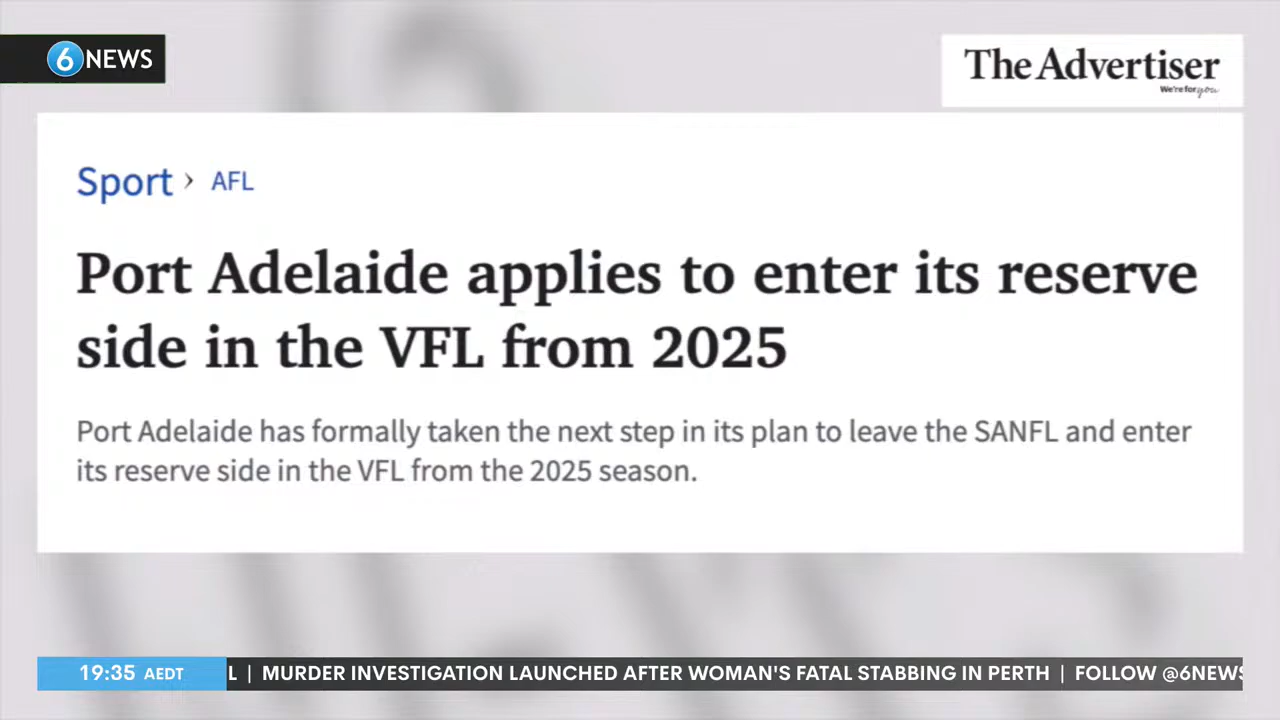 6 NEWS
The Advertiser
We're for you
Sport › AFL
Port Adelaide applies to enter its reserve
side in the VFL from 2025
Port Adelaide has formally taken the next step in its plan to leave the SANFL and enter
its reserve side in the VFL from the 2025 season.
19:35 AEDT L | MURDER INVESTIGATION LAUNCHED AFTER WOMAN'S FATAL STABBING IN PERTH | FOLLOW @6NEWS